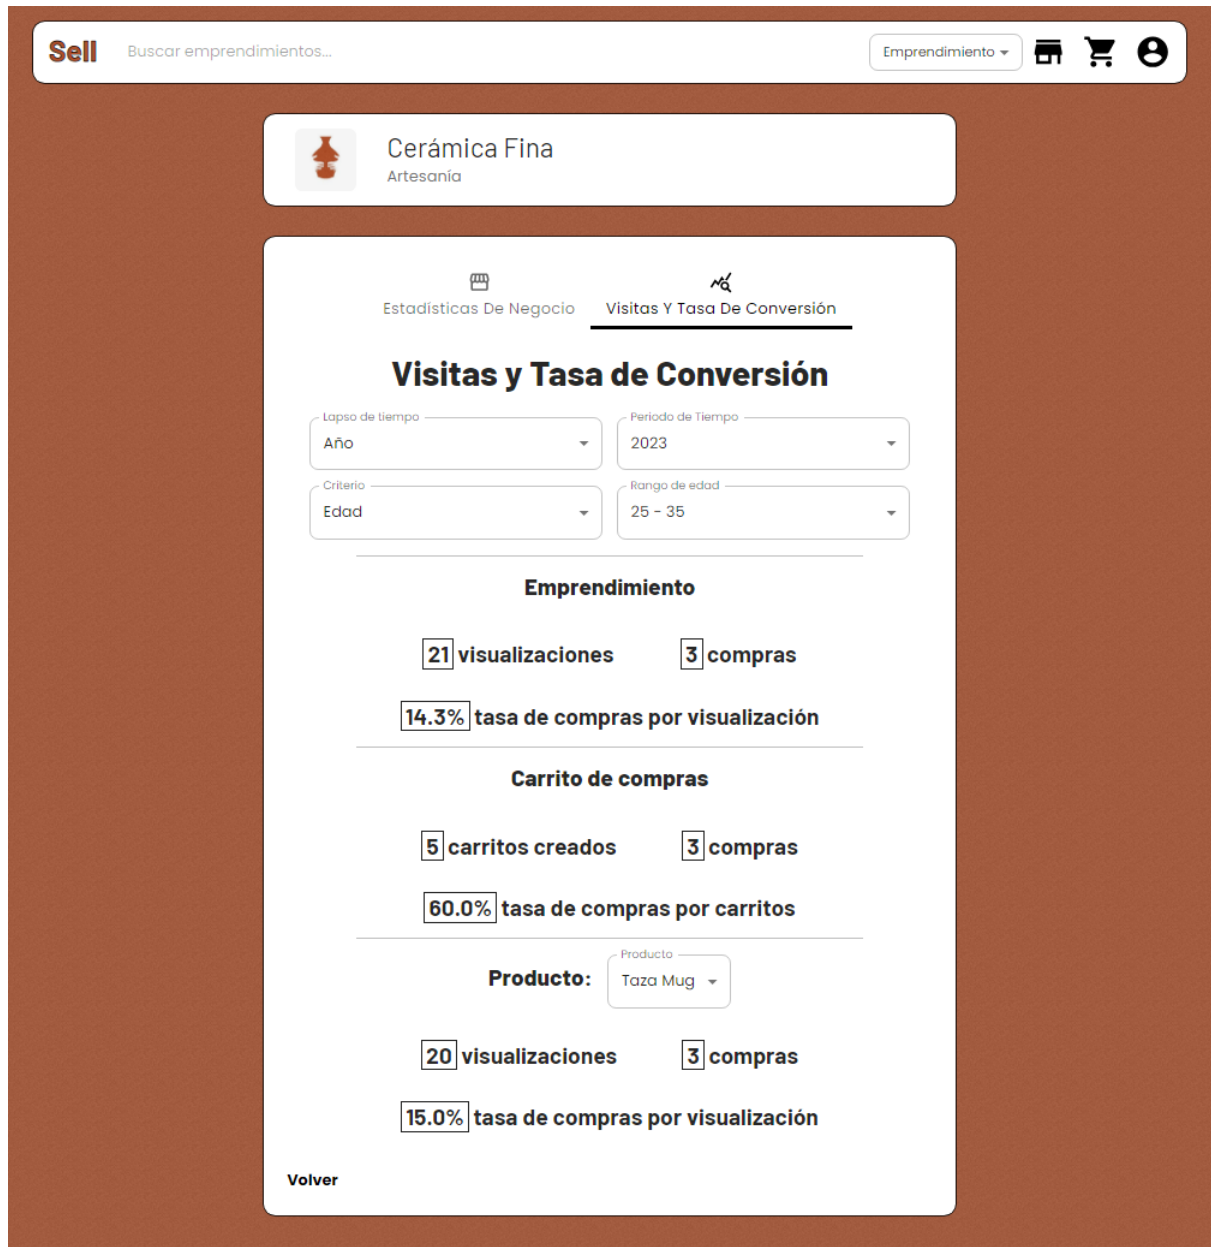 Sell Buscar emprendimientos... Emprendimiento
Cerámica Fina
Artesanía
Estadísticas De Negocio Visitas Y Tasa De Conversión
Visitas y Tasa de Conversión
Lapso de tiempo Periodo de Tiempo
Año 2023
Criterio Rango de edad
Edad 25 - 35
Emprendimiento
21 visualizaciones 3 compras
14.3% tasa de compras por visualización
Carrito de compras
5 carritos creados 3 compras
60.0% tasa de compras por carritos
Producto
Producto: Taza Mug
20 visualizaciones 3 compras
15.0% tasa de compras por visualización
Volver